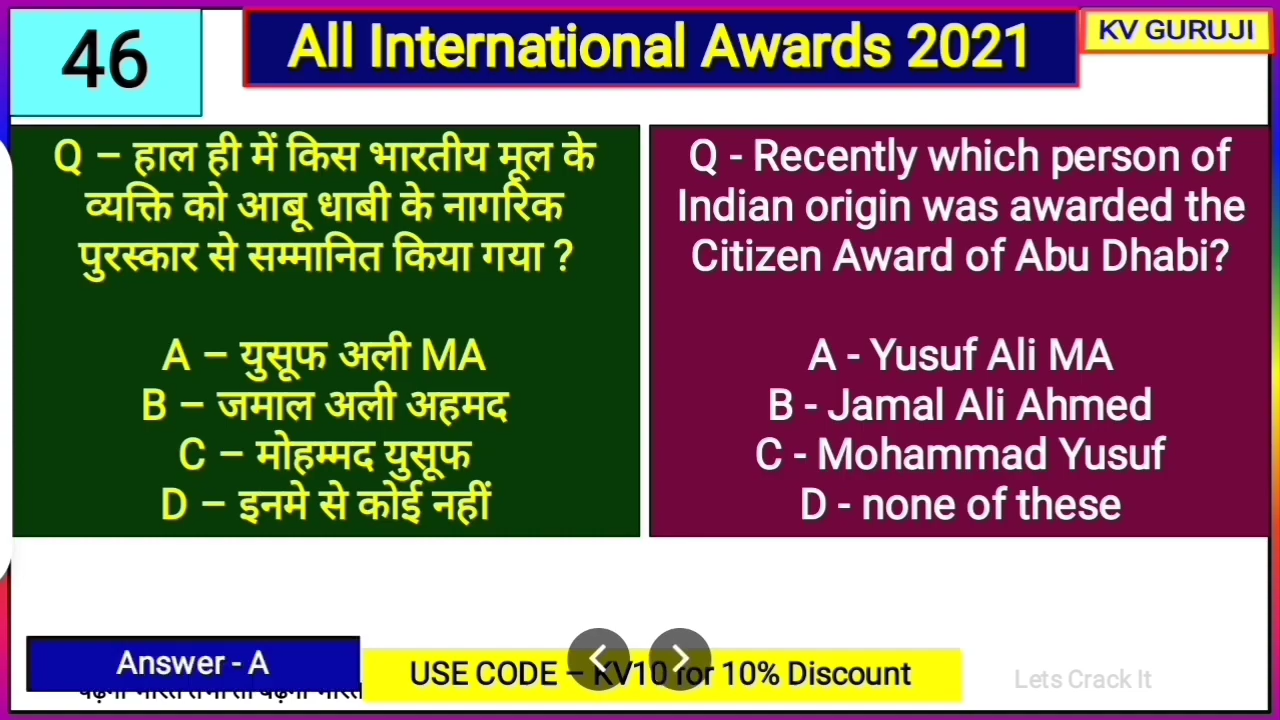 46
All International Awards 2021
KV GURUJI
Q – हाल ही में किस भारतीय मूल के
व्यक्ति को आबू धाबी के नागरिक
पुरस्कार से सम्मानित किया गया ?
A – युसूफ अली MA
B – जमाल अली अहमद
C – मोहम्मद युसूफ
D – इनमे से कोई नहीं
Q - Recently which person of
Indian origin was awarded the
Citizen Award of Abu Dhabi?
A - Yusuf Ali MA
B - Jamal Ali Ahmed
C - Mohammad Yusuf
D - none of these
Answer - A
USE CODE – KV10 for 10% Discount
Lets Crack It